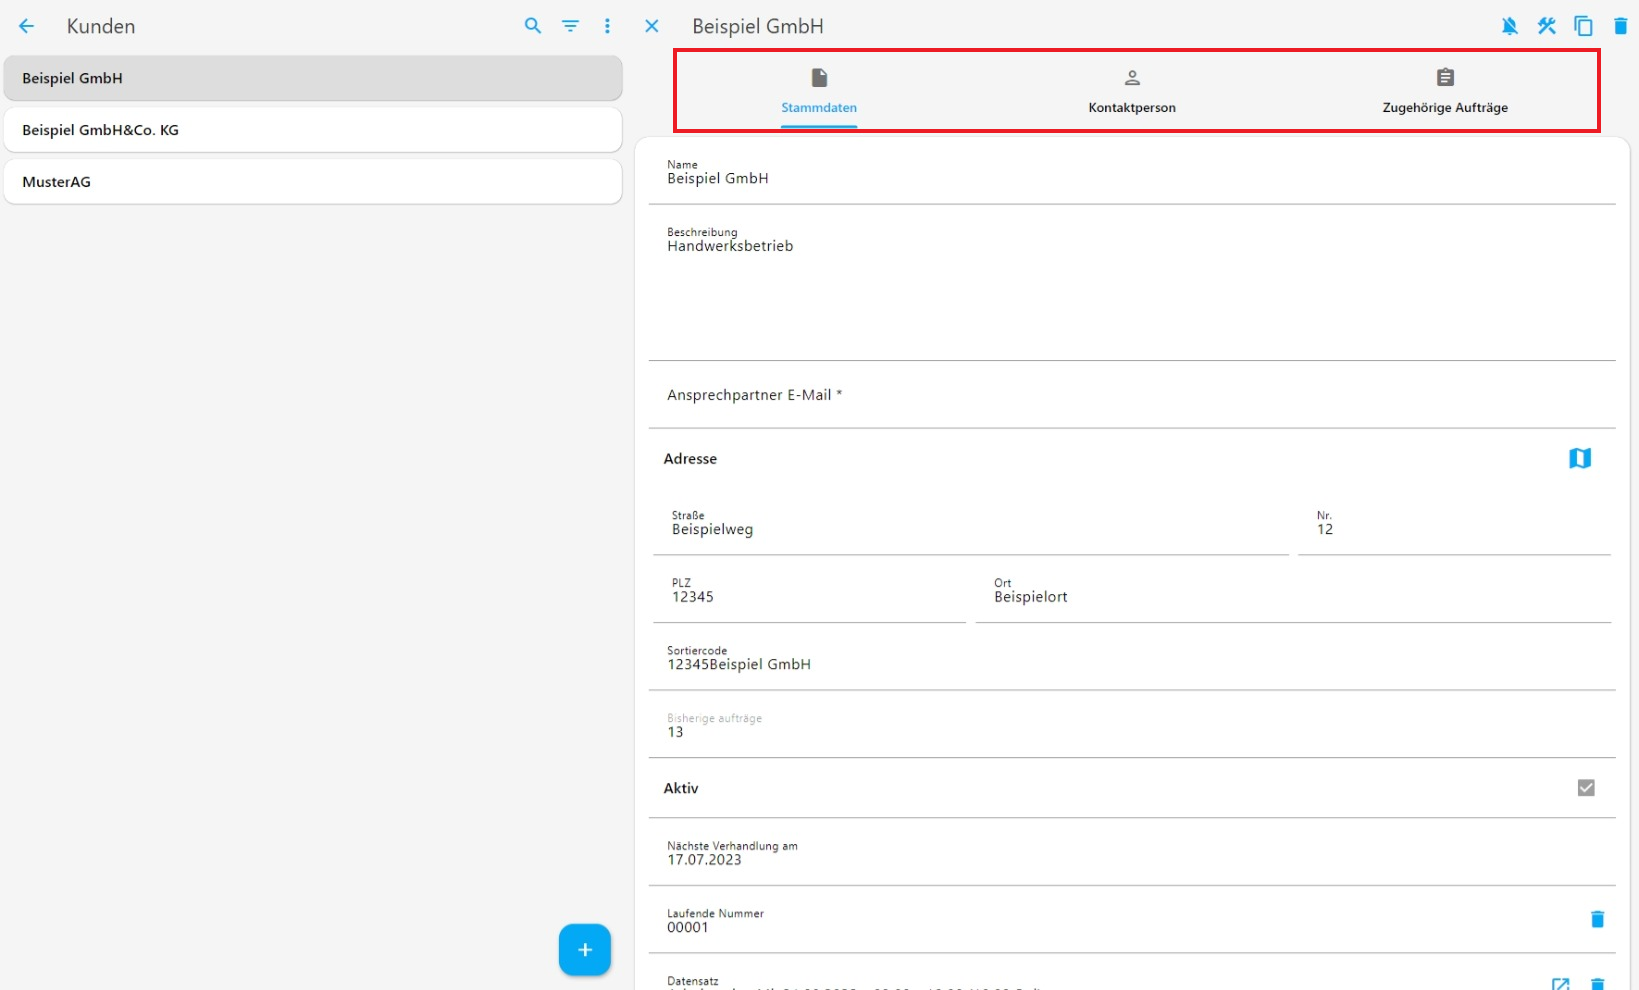 Kunden
Beispiel GmbH
Beispiel GmbH&Co. KG
MusterAG
Beispiel GmbH
Stammdaten
Kontaktperson
Zugehörige Aufträge
Name
Beispiel GmbH
Beschreibung
Handwerksbetrieb
Ansprechpartner E-Mail *
Adresse
Straße
Beispielweg
Nr.
12
PLZ
12345
Ort
Beispielort
Sortiercode
12345Beispiel GmbH
Bisherige aufträge
13
Aktiv
Nächste Verhandlung am
17.07.2023
Laufende Nummer
00001
Datensatz